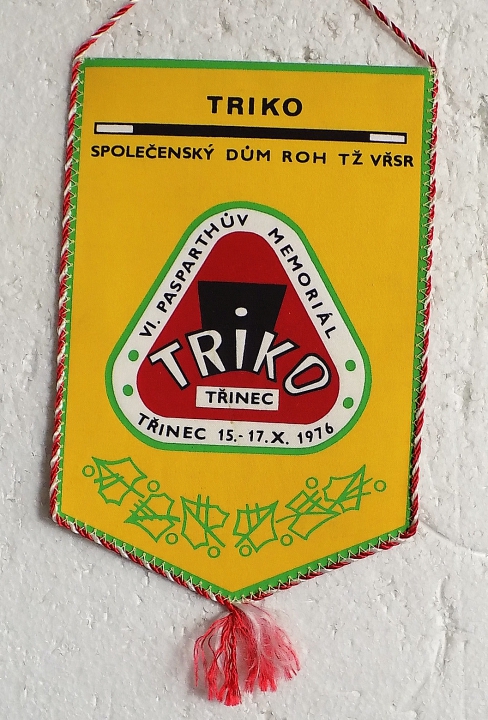 TRIKO
SPOLEČENSKÝ DŮM ROH TŽ VŘSR
VI. PASPARTHŮV MEMORIÁL
TRIKO
TŘINEC
TŘINEC 15.-17.X. 1976